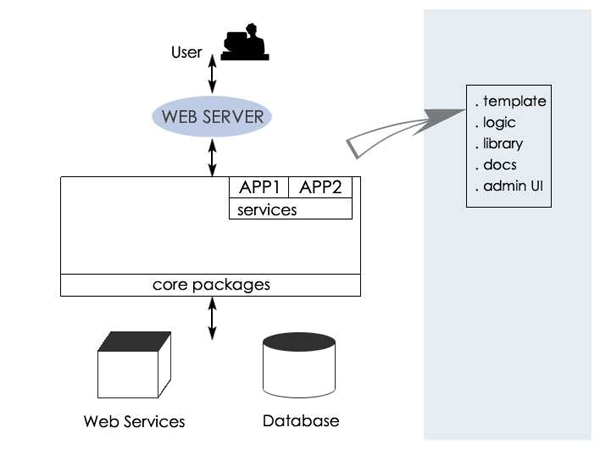 User
WEB SERVER
APP1 APP2
services
core packages
Web Services
Database
. template
. logic
. library
. docs
. admin UI